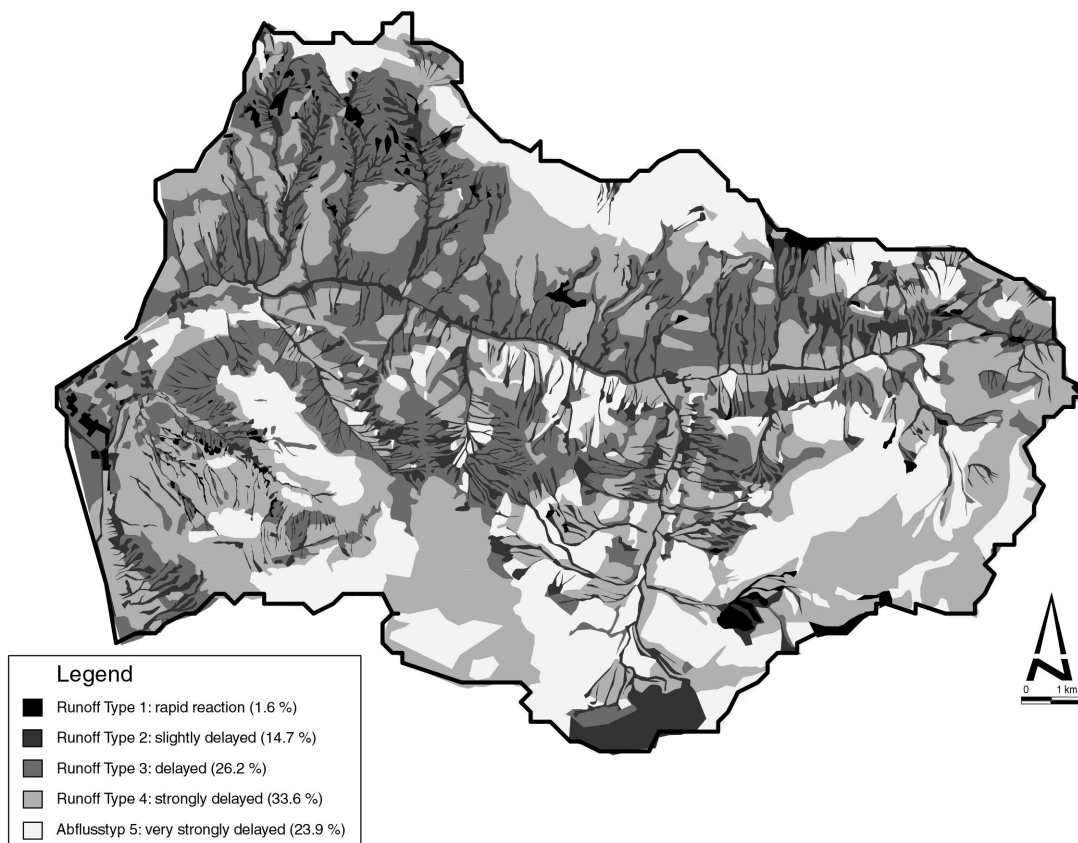 Legend
Runoff Type 1: rapid reaction (1.6 %)
Runoff Type 2: slightly delayed (14.7 %)
Runoff Type 3: delayed (26.2 %)
Runoff Type 4: strongly delayed (33.6 %)
Abflusstyp 5: very strongly delayed (23.9 %)
N
0 1 km